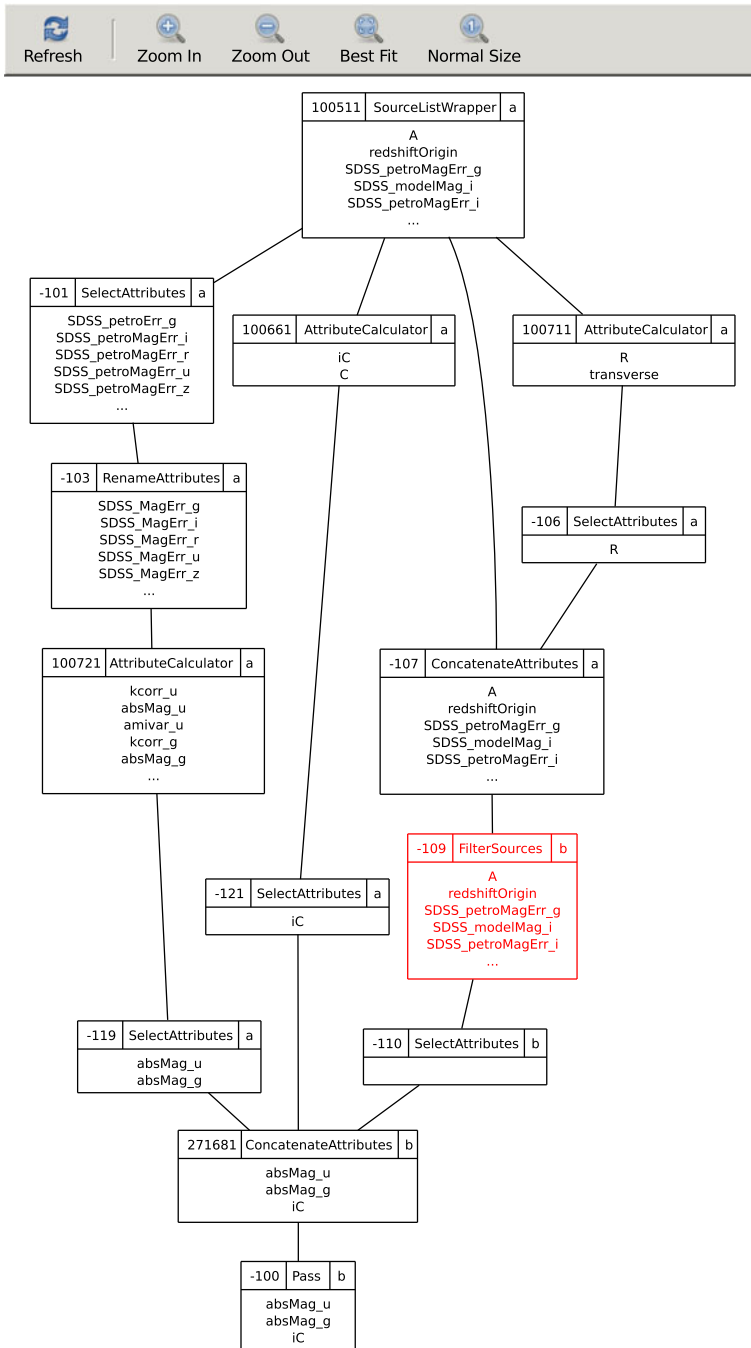 Refresh Zoom In Zoom Out Best Fit Normal Size
100511 SourceListWrapper a
A
redshiftOrigin
SDSS_petroMagErr_g
SDSS_modelMag_i
SDSS_petroMagErr_i
...
-101 SelectAttributes a
SDSS_petroErr_g
SDSS_petroMagErr_i
SDSS_petroMagErr_r
SDSS_petroMagErr_u
SDSS_petroMagErr_z
...
100661 AttributeCalculator a
iC
C
100711 AttributeCalculator a
R
transverse
-103 RenameAttributes a
SDSS_MagErr_g
SDSS_MagErr_i
SDSS_MagErr_r
SDSS_MagErr_u
SDSS_MagErr_z
...
-106 SelectAttributes a
R
100721 AttributeCalculator a
kcorr_u
absMag_u
amivar_u
kcorr_g
absMag_g
...
-107 ConcatenateAttributes a
A
redshiftOrigin
SDSS_petroMagErr_g
SDSS_modelMag_i
SDSS_petroMagErr_i
...
-109 FilterSources b
A
redshiftOrigin
SDSS_petroMagErr_g
SDSS_modelMag_i
SDSS_petroMagErr_i
...
-121 SelectAttributes a
iC
-119 SelectAttributes a
absMag_u
absMag_g
-110 SelectAttributes b
271681 ConcatenateAttributes b
absMag_u
absMag_g
iC
-100 Pass b
absMag_u
absMag_g
iC